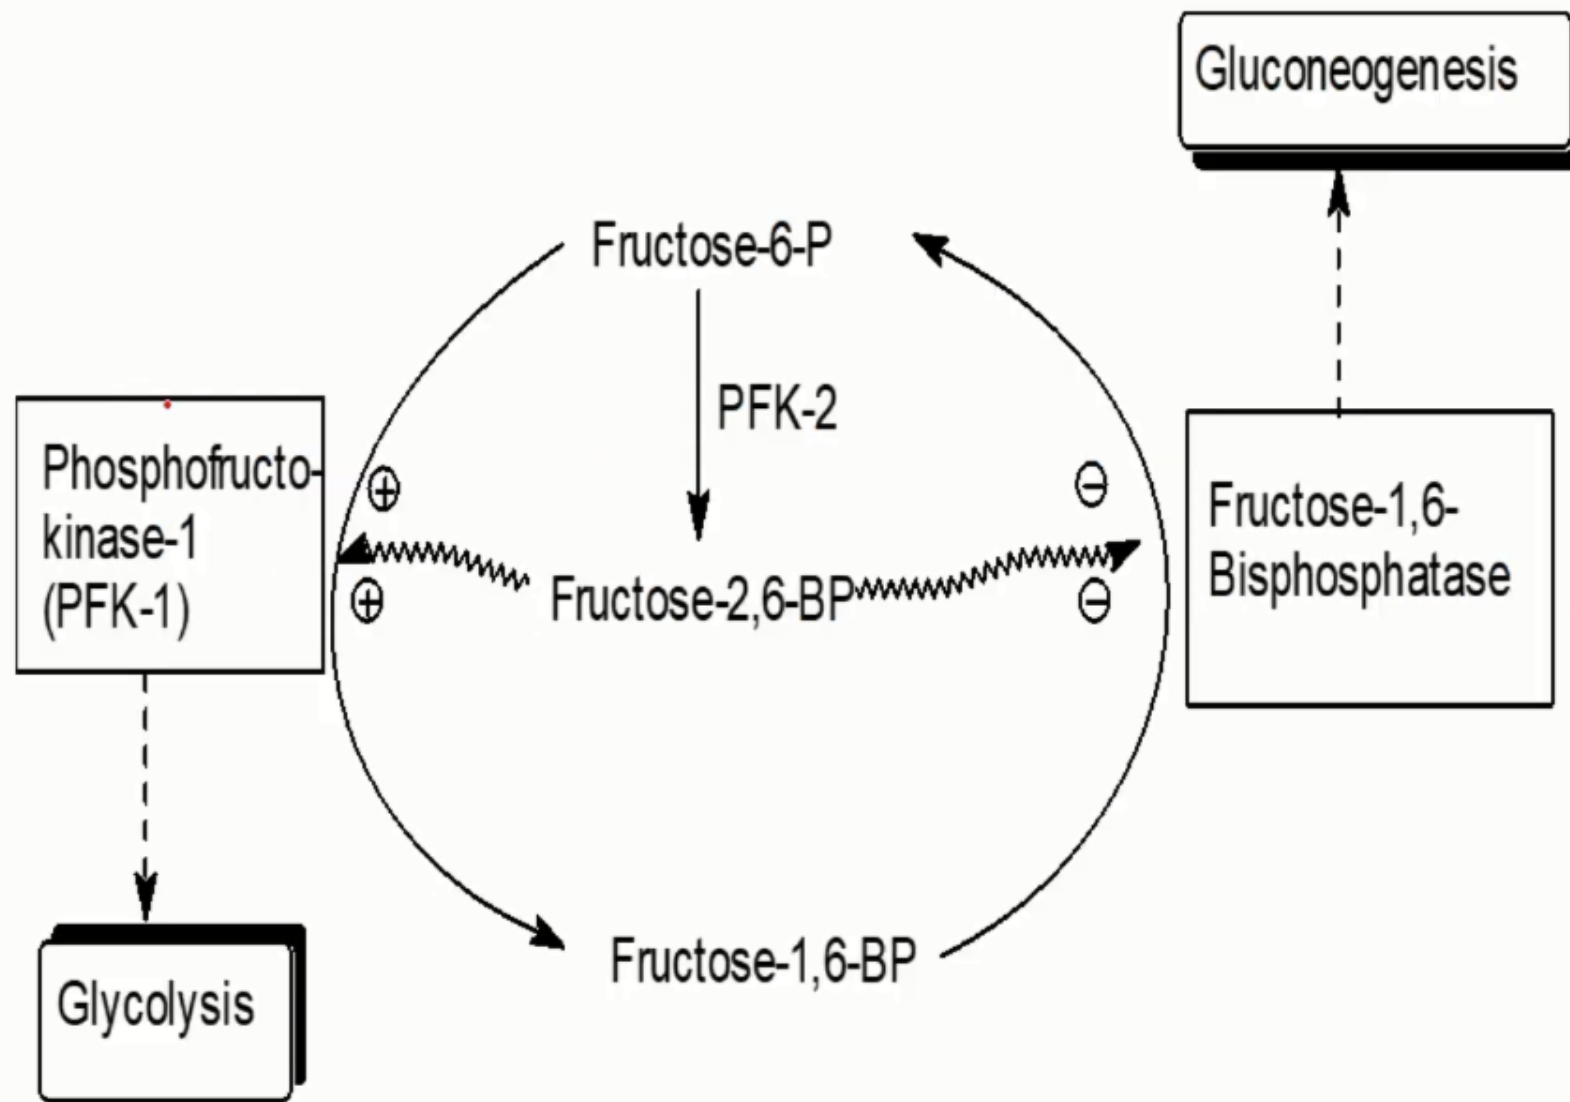 Gluconeogenesis
Fructose-6-P
PFK-2
Phosphofructo-
kinase-1
(PFK-1)
+
+
Fructose-2,6-BP
−
−
Fructose-1,6-
Bisphosphatase
Fructose-1,6-BP
Glycolysis